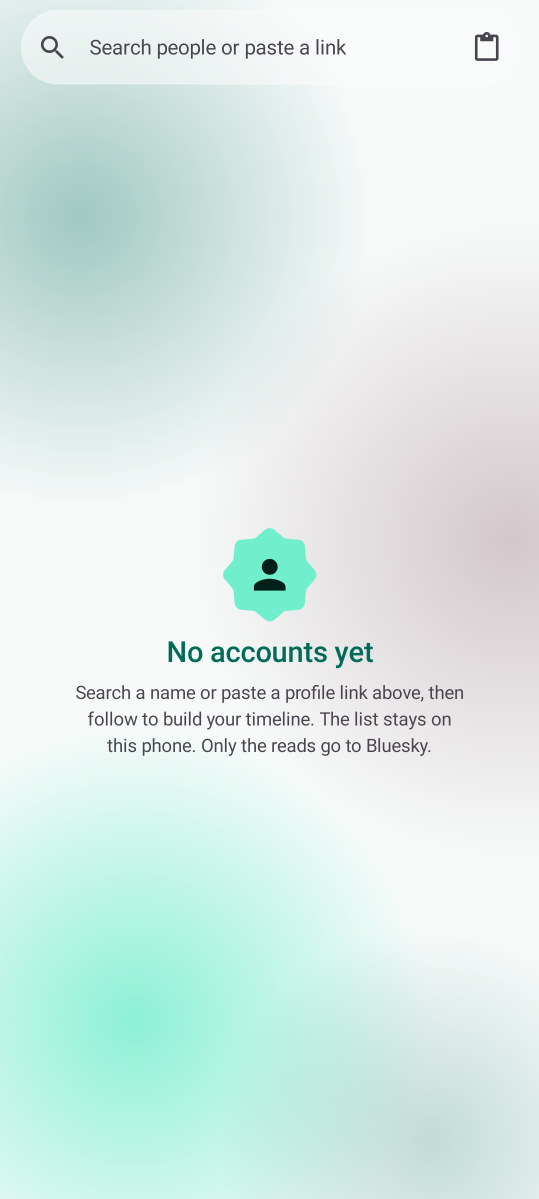 Search people or paste a link
No accounts yet
Search a name or paste a profile link above, then
follow to build your timeline. The list stays on
this phone. Only the reads go to Bluesky.